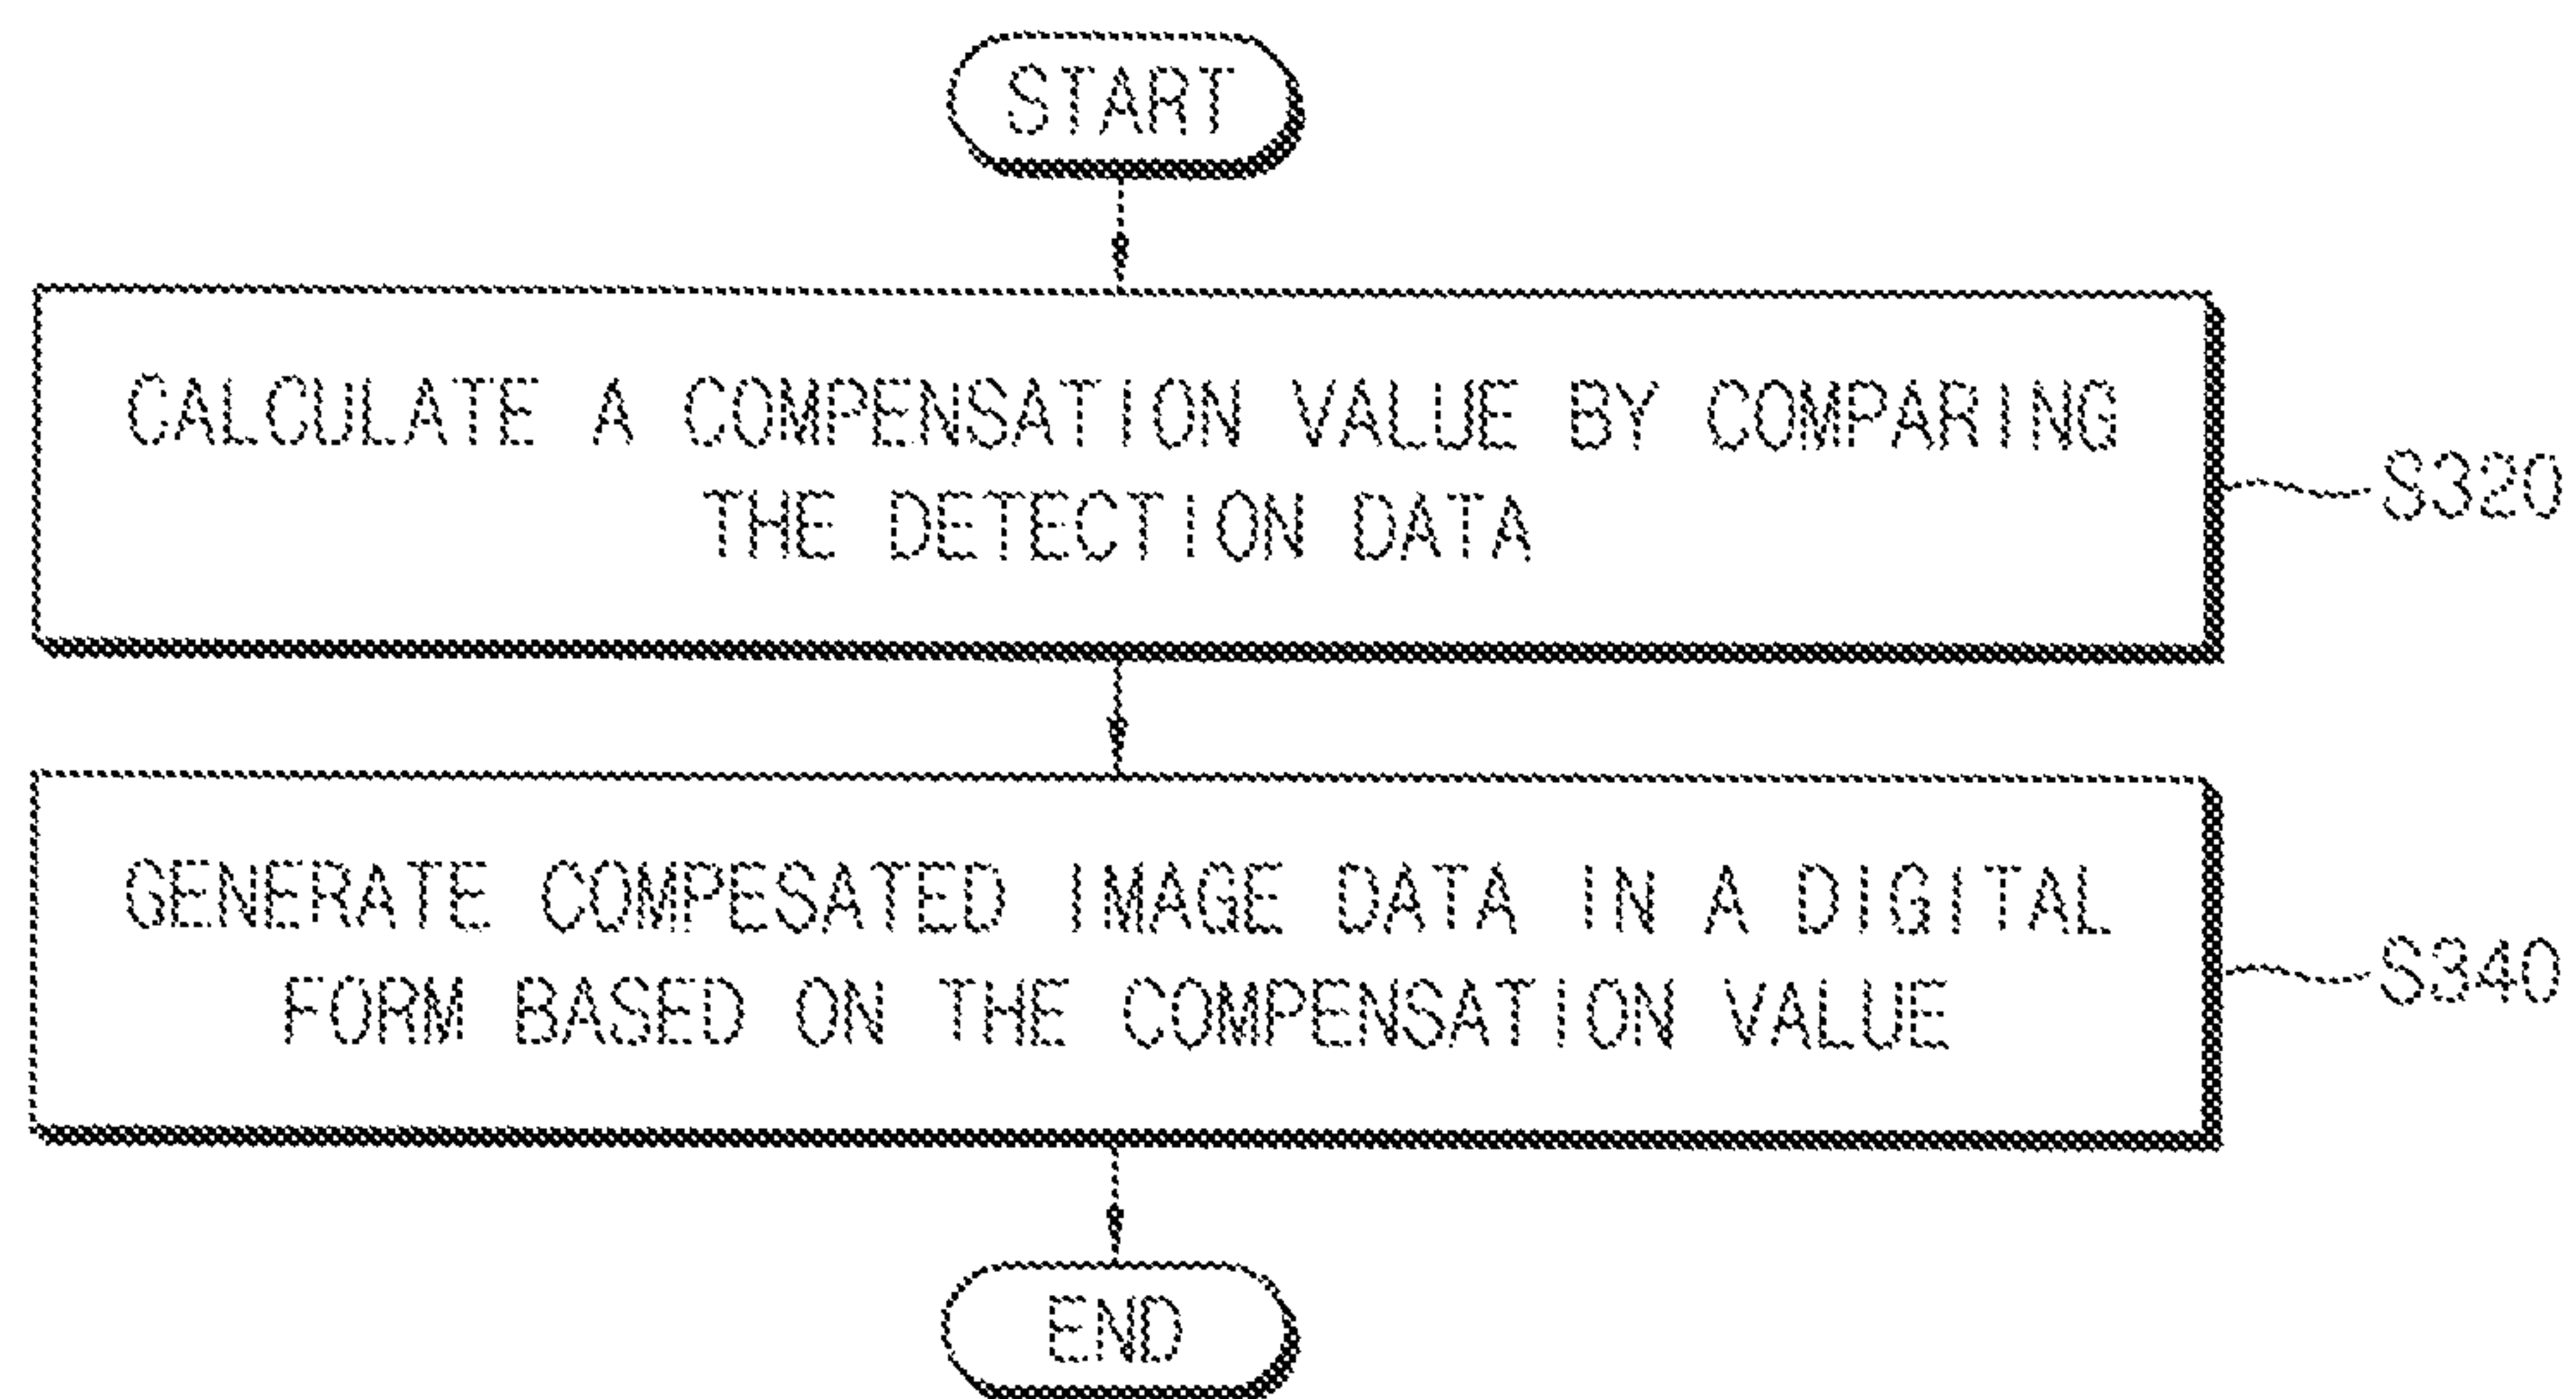 START
CALCULATE A COMPENSATION VALUE BY COMPARING
THE DETECTION DATA
S320
GENERATE COMPESATED IMAGE DATA IN A DIGITAL
FORM BASED ON THE COMPENSATION VALUE
S340
END